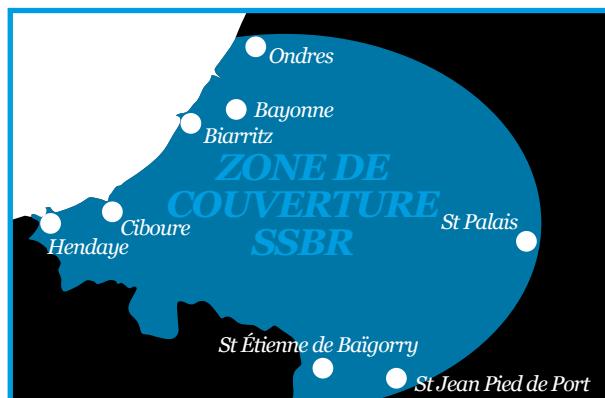 Ondres
Bayonne
Biarritz
ZONE DE
COUVERTURE
SSBR
St Palais
Ciboure
Hendaye
St Étienne de Baïgorry
St Jean Pied de Port